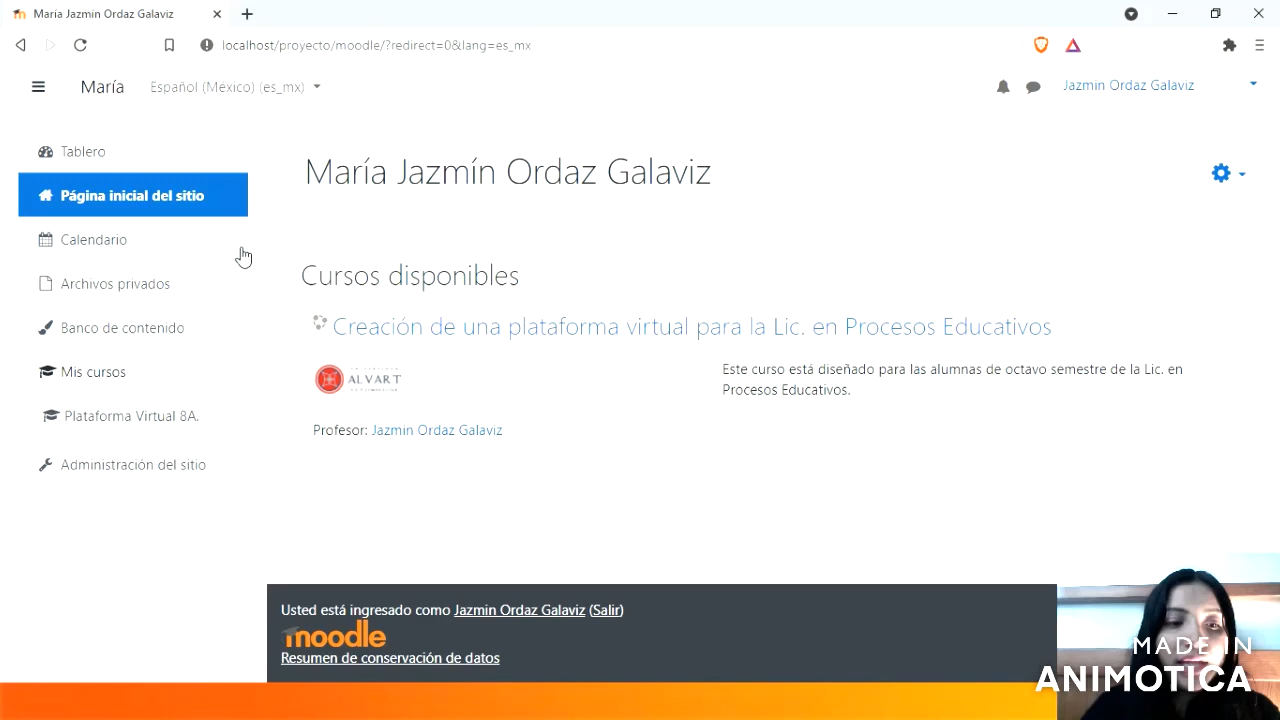 María Jazmin Ordaz Galaviz
localhost/proyecto/moodle/?redirect=0&lang=es_mx
María
Español (Mexico) (es_mx)
Jazmin Ordaz Galaviz
Tablero
Página inicial del sitio
Calendario
Archivos privados
Banco de contenido
Mis cursos
Plataforma Virtual 8A.
Administración del sitio
María Jazmín Ordaz Galaviz
Cursos disponibles
Creación de una plataforma virtual para la Lic. en Procesos Educativos
ALVART
Este curso está diseñado para las alumnas de octavo semestre de la Lic. en
Procesos Educativos.
Profesor: Jazmin Ordaz Galaviz
Usted está ingresado como Jazmin Ordaz Galaviz (Salir)
moodle
Resumen de conservación de datos
MADE IN
ANIMOTICA